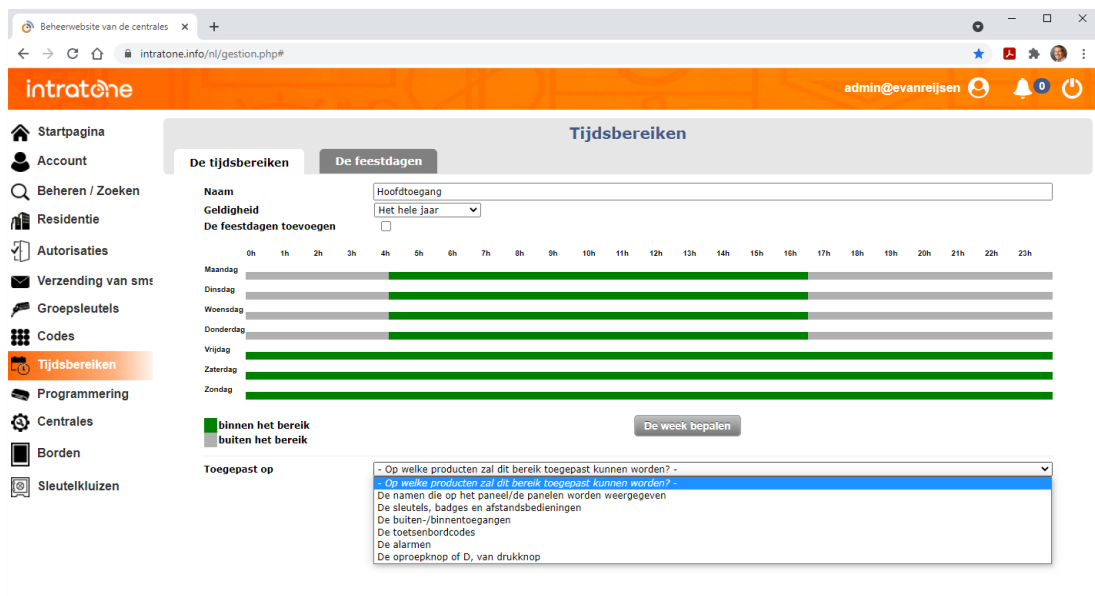 Beheerwebsite van de centrales
intratone.info/nl/gestion.php#
intratone
admin@evanreijsen
0
Startpagina
Account
Beheren / Zoeken
Residentie
Autorisaties
Verzending van sms
Groepsleutels
Codes
Tijdsbereiken
Programmering
Centrales
Borden
Sleutelkluizen
Tijdsbereiken
De tijdsbereiken
De feestdagen
Naam
Hoofdtoegang
Geldigheid
Het hele jaar
De feestdagen toevoegen
0h 1h 2h 3h 4h 5h 6h 7h 8h 9h 10h 11h 12h 13h 14h 15h 16h 17h 18h 19h 20h 21h 22h 23h
Maandag
Dinsdag
Woensdag
Donderdag
Vrijdag
Zaterdag
Zondag
binnen het bereik
buiten het bereik
De week bepalen
Toegepast op
- Op welke producten zal dit bereik toegepast kunnen worden? -
- Op welke producten zal dit bereik toegepast kunnen worden? -
De namen die op het paneel/de panelen worden weergegeven
De sleutels, badges en afstandsbedieningen
De buiten-/binnentoegangen
De toetsenbordcodes
De alarmen
De oproepknop of D, van drukknop